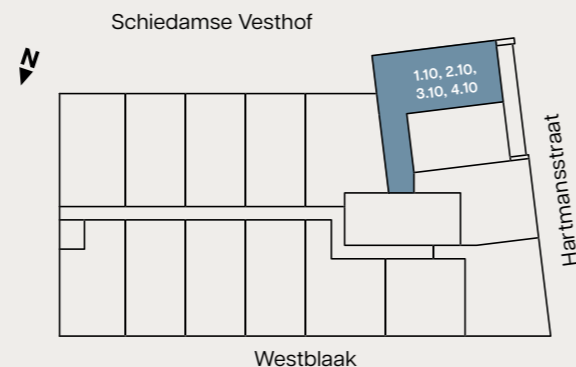 Schiedamse Vesthof
N
1.10, 2.10,
3.10, 4.10
Hartmansstraat
Westblaak